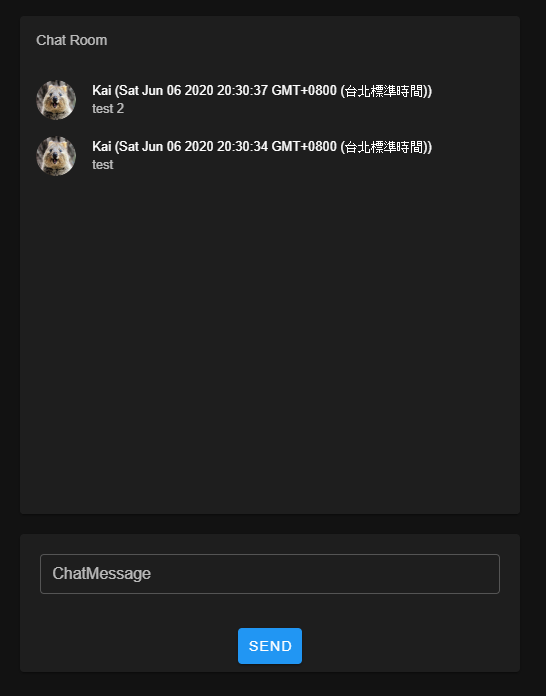 Chat Room
Kai (Sat Jun 06 2020 20:30:37 GMT+0800 (台北標準時間))
test 2
Kai (Sat Jun 06 2020 20:30:34 GMT+0800 (台北標準時間))
test
ChatMessage
SEND